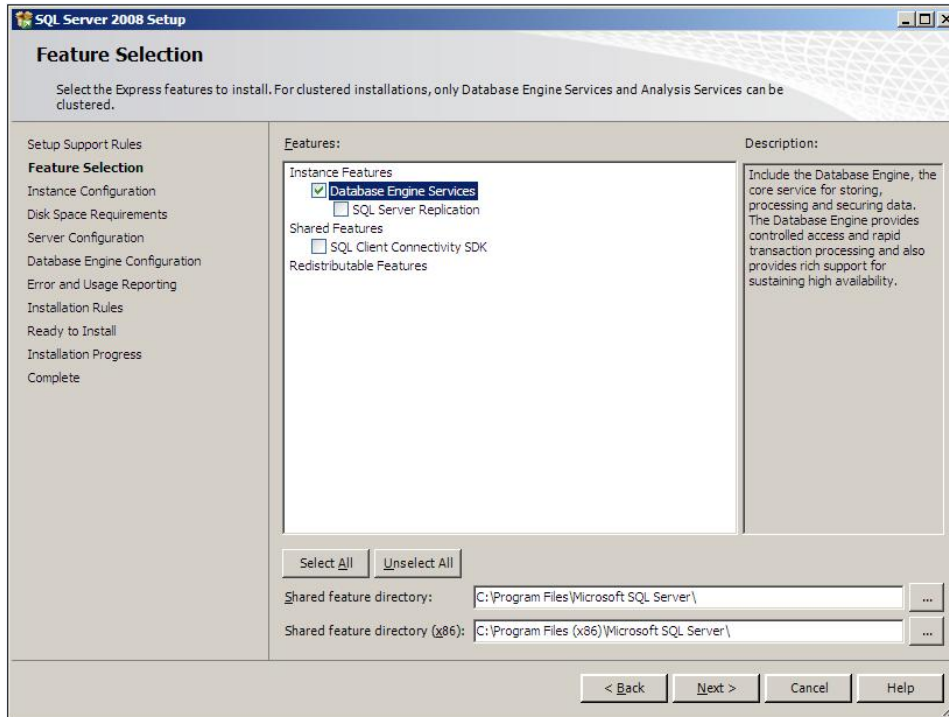 SQL Server 2008 Setup
Feature Selection
Select the Express features to install. For clustered installations, only Database Engine Services and Analysis Services can be
clustered.
Setup Support Rules
Feature Selection
Instance Configuration
Disk Space Requirements
Server Configuration
Database Engine Configuration
Error and Usage Reporting
Installation Rules
Ready to Install
Installation Progress
Complete
Features:
Instance Features
Database Engine Services
SQL Server Replication
Shared Features
SQL Client Connectivity SDK
Redistributable Features
Description:
Include the Database Engine, the
core service for storing,
processing and securing data.
The Database Engine provides
controlled access and rapid
transaction processing and also
provides rich support for
sustaining high availability.
Select All
Unselect All
Shared feature directory:
C:\Program Files\Microsoft SQL Server\
...
Shared feature directory (x86):
C:\Program Files (x86)\Microsoft SQL Server\
...
< Back
Next >
Cancel
Help